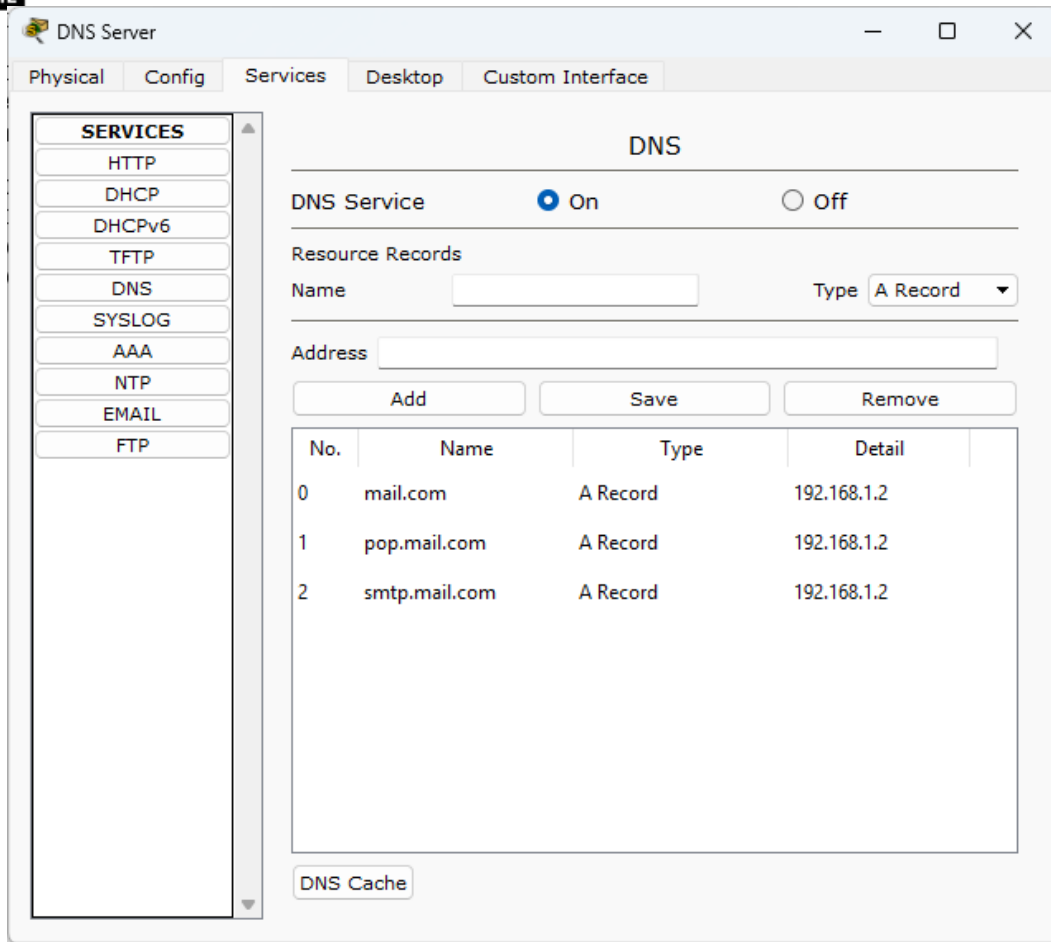 DNS Server
Physical Config Services Desktop Custom Interface
SERVICES
HTTP
DHCP
DHCPv6
TFTP
DNS
SYSLOG
AAA
NTP
EMAIL
FTP
DNS
DNS Service On Off
Resource Records
Name Type A Record
Address
Add Save Remove
No. Name Type Detail
0 mail.com A Record 192.168.1.2
1 pop.mail.com A Record 192.168.1.2
2 smtp.mail.com A Record 192.168.1.2
DNS Cache